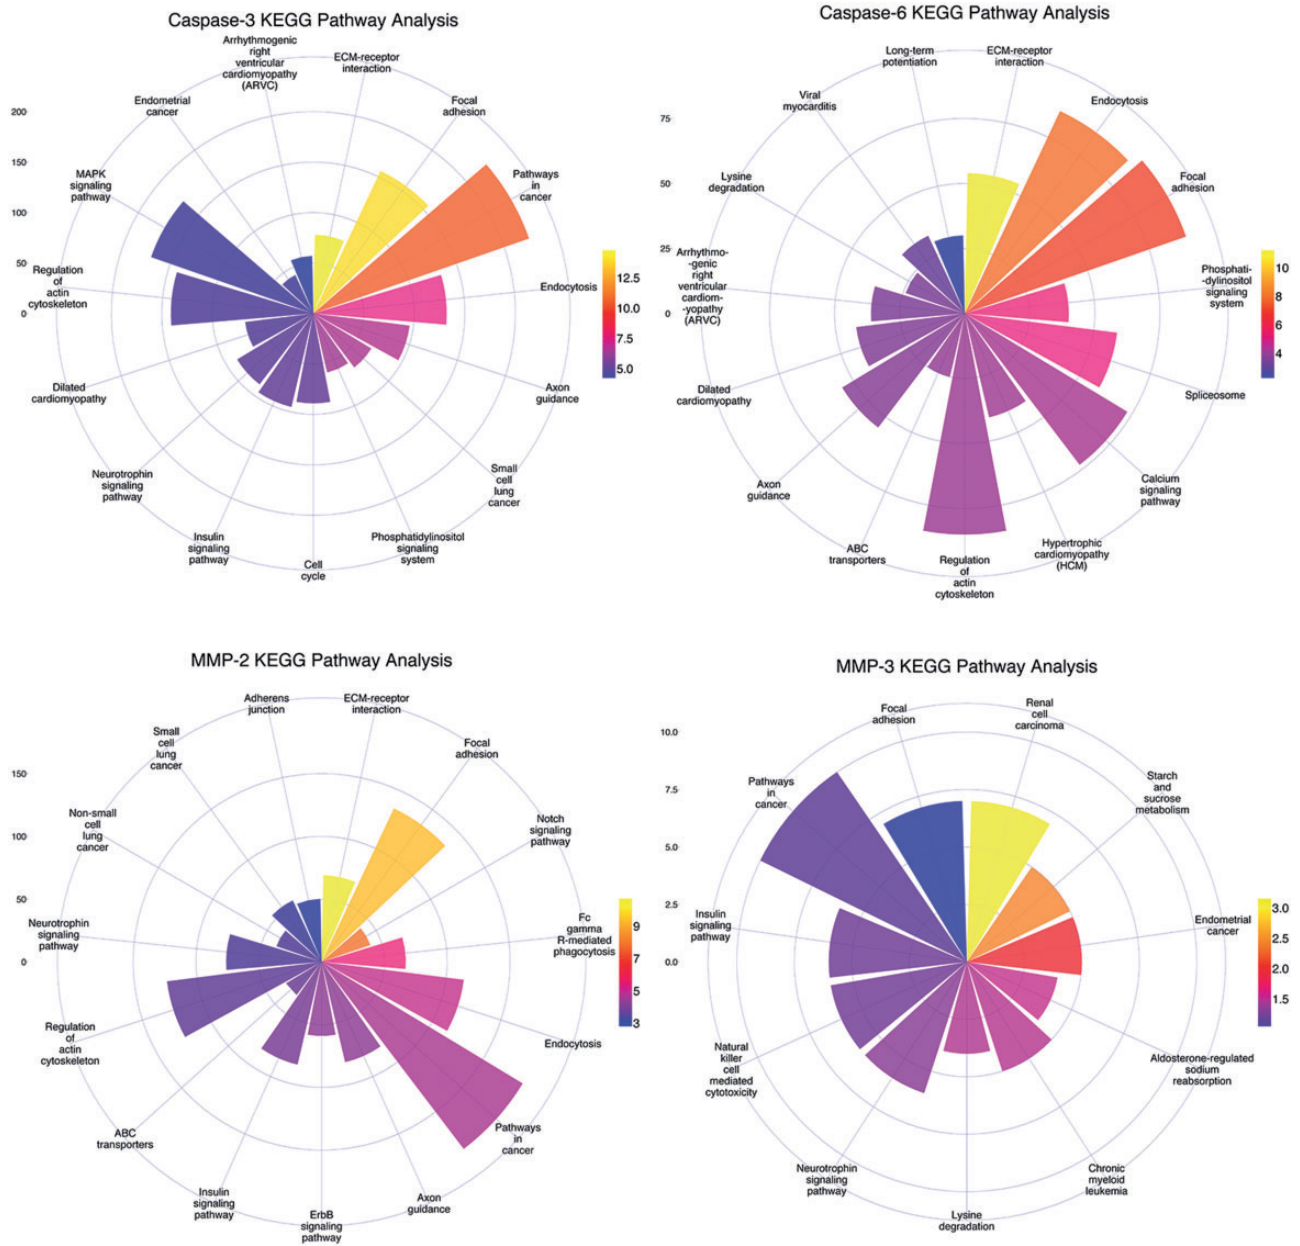 Caspase-3 KEGG Pathway Analysis
Arrhythmogenic
right
ventricular
cardiomyopathy
(ARVC)
ECM-receptor
interaction
Focal
adhesion
Pathways
in
cancer
Endocytosis
Axon
guidance
Small
cell
lung
cancer
Phosphatidylinositol
signaling
system
Cell
cycle
Insulin
signaling
pathway
Neurotrophin
signaling
pathway
Dilated
cardiomyopathy
Regulation
of
actin
cytoskeleton
MAPK
signaling
pathway
Endometrial
cancer
200
150
100
50
0
12.5
10.0
7.5
5.0
Caspase-6 KEGG Pathway Analysis
Long-term
potentiation
ECM-receptor
interaction
Endocytosis
Focal
adhesion
Phosphati-
-dylinositol
signaling
system
Spliceosome
Calcium
signaling
pathway
Hypertrophic
cardiomyopathy
(HCM)
Regulation
of
actin
cytoskeleton
ABC
transporters
Axon
guidance
Dilated
cardiomyopathy
Arrhythmo-
-genic
right
ventricular
cardiom-
-yopathy
(ARVC)
Lysine
degradation
Viral
myocarditis
75
50
25
0
10
8
6
4
MMP-2 KEGG Pathway Analysis
Adherens
junction
ECM-receptor
interaction
Focal
adhesion
Notch
signaling
pathway
Fc
gamma
R-mediated
phagocytosis
Endocytosis
Pathways
in
cancer
Axon
guidance
ErbB
signaling
pathway
Insulin
signaling
pathway
ABC
transporters
Regulation
of
actin
cytoskeleton
Neurotrophin
signaling
pathway
Non-small
cell
lung
cancer
Small
cell
lung
cancer
150
100
50
0
9
7
5
3
MMP-3 KEGG Pathway Analysis
Focal
adhesion
Renal
cell
carcinoma
Starch
and
sucrose
metabolism
Endometrial
cancer
Aldosterone-regulated
sodium
reabsorption
Chronic
myeloid
leukemia
Lysine
degradation
Neurotrophin
signaling
pathway
Natural
killer
cell
mediated
cytotoxicity
Insulin
signaling
pathway
Pathways
in
cancer
10.0
7.5
5.0
2.5
0.0
3.0
2.5
2.0
1.5